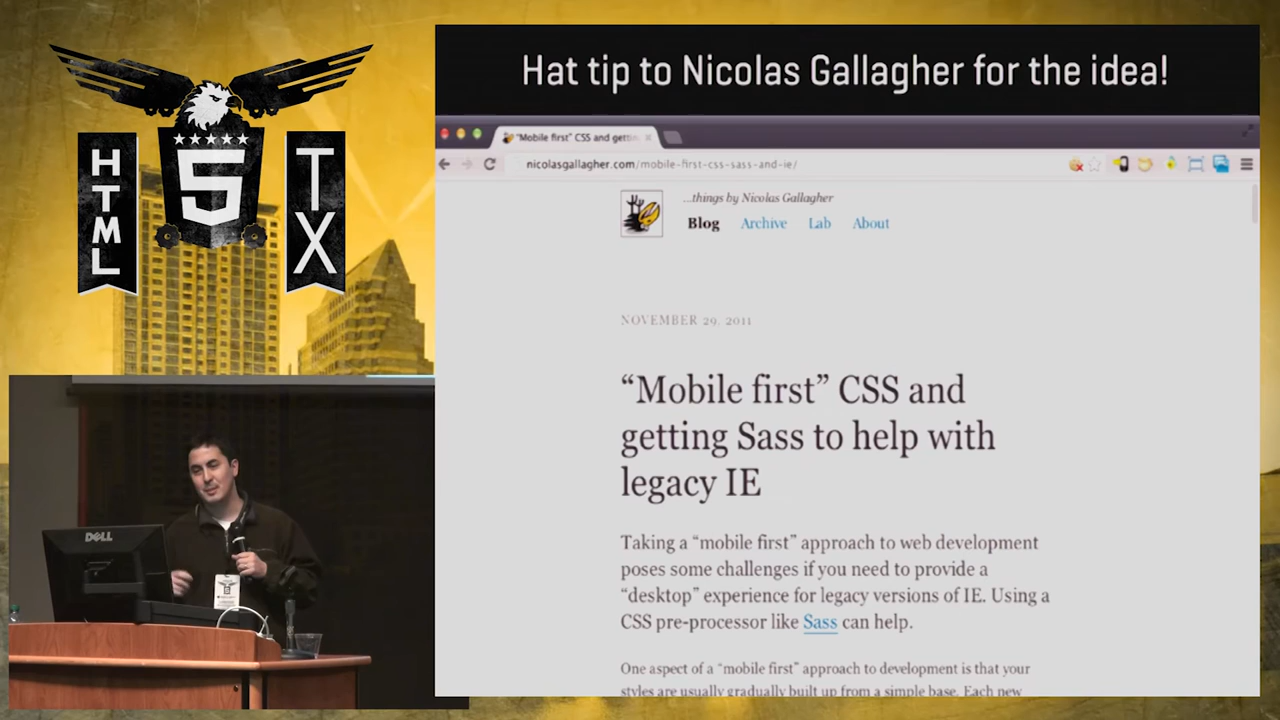 HTML
5
TX
DELL
Hat tip to Nicolas Gallagher for the idea!
"Mobile first" CSS and gettin
nicolasgallagher.com/mobile-first-css-sass-and-ie/
...things by Nicolas Gallagher
Blog Archive Lab About
NOVEMBER 29, 2011
“Mobile first” CSS and
getting Sass to help with
legacy IE
Taking a “mobile first” approach to web development
poses some challenges if you need to provide a
“desktop” experience for legacy versions of IE. Using a
CSS pre-processor like Sass can help.
One aspect of a “mobile first” approach to development is that your
styles are usually gradually built up from a simple base. Each new